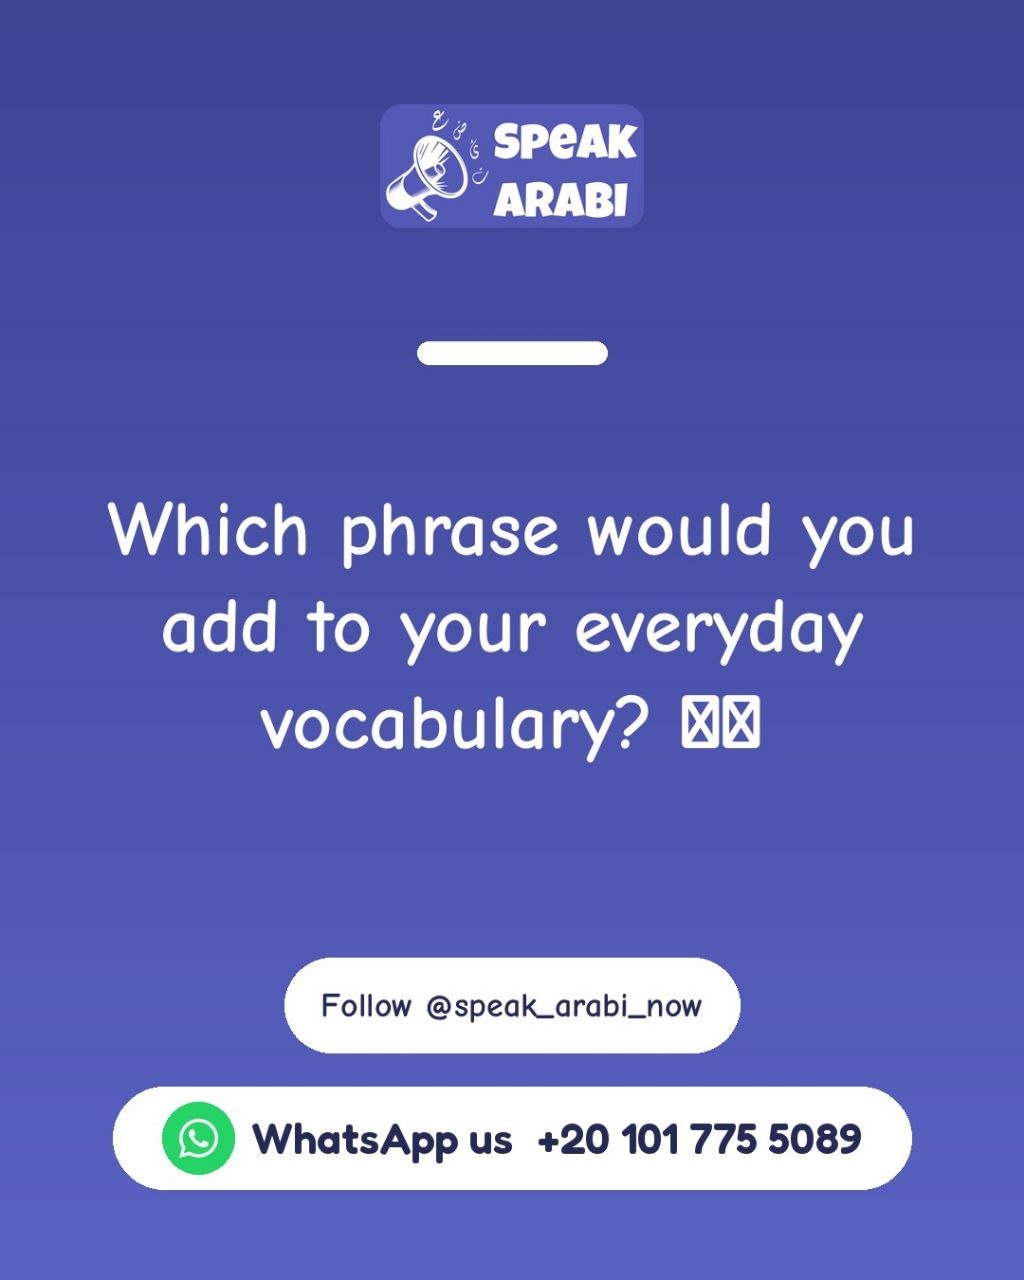 SPEAK
ARABI
Which phrase would you
add to your everyday
vocabulary?
Follow @speak_arabi_now
WhatsApp us +20 101 775 5089